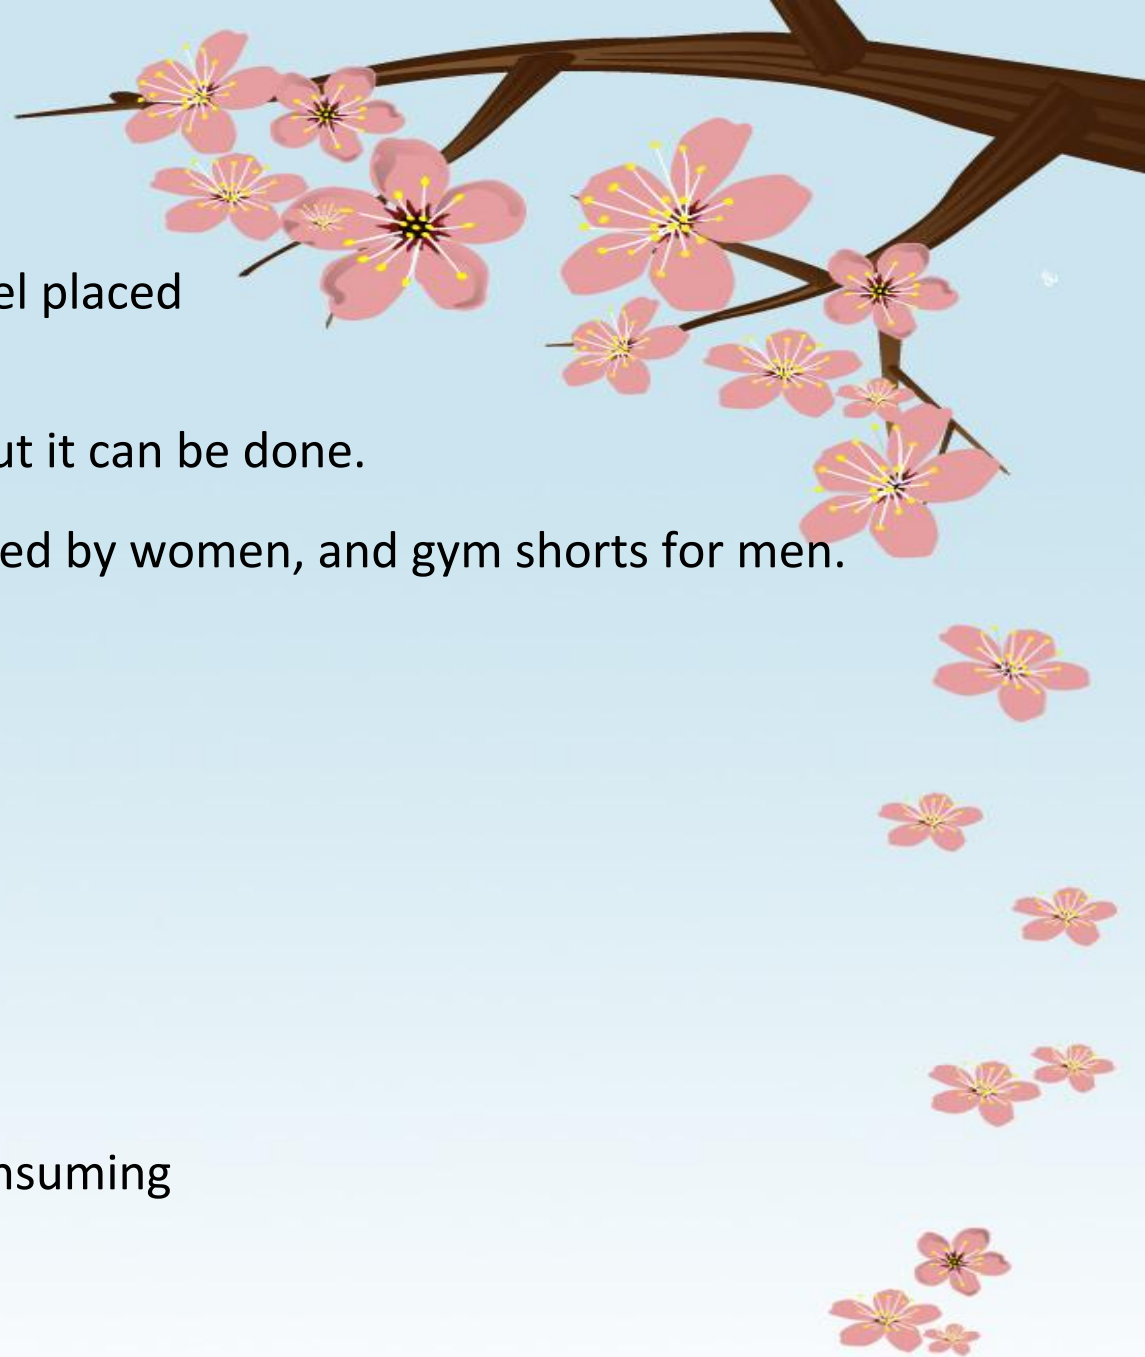 el placed
ut it can be done.
ed by women, and gym shorts for men.
nsuming